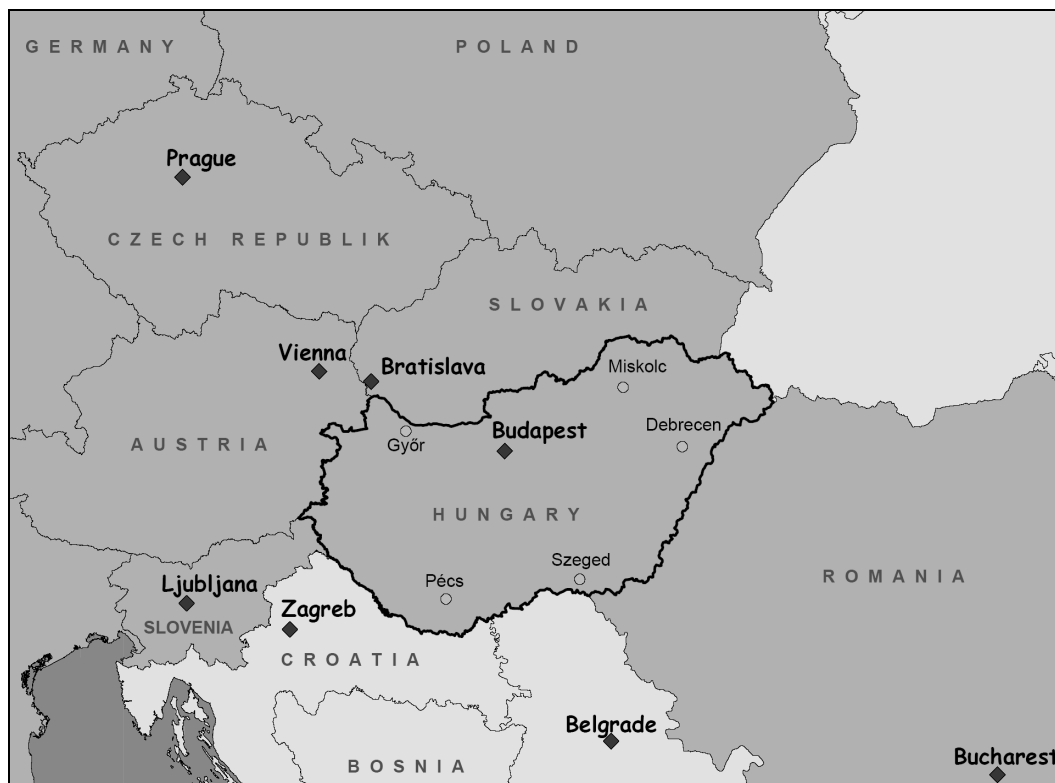 GERMANY
POLAND
Prague
CZECH REPUBLIK
SLOVAKIA
Vienna
Bratislava
Miskolc
Debrecen
Budapest
Győr
AUSTRIA
HUNGARY
Szeged
Pécs
ROMANIA
Ljubljana
Zagreb
SLOVENIA
CROATIA
Belgrade
BOSNIA
Bucharest